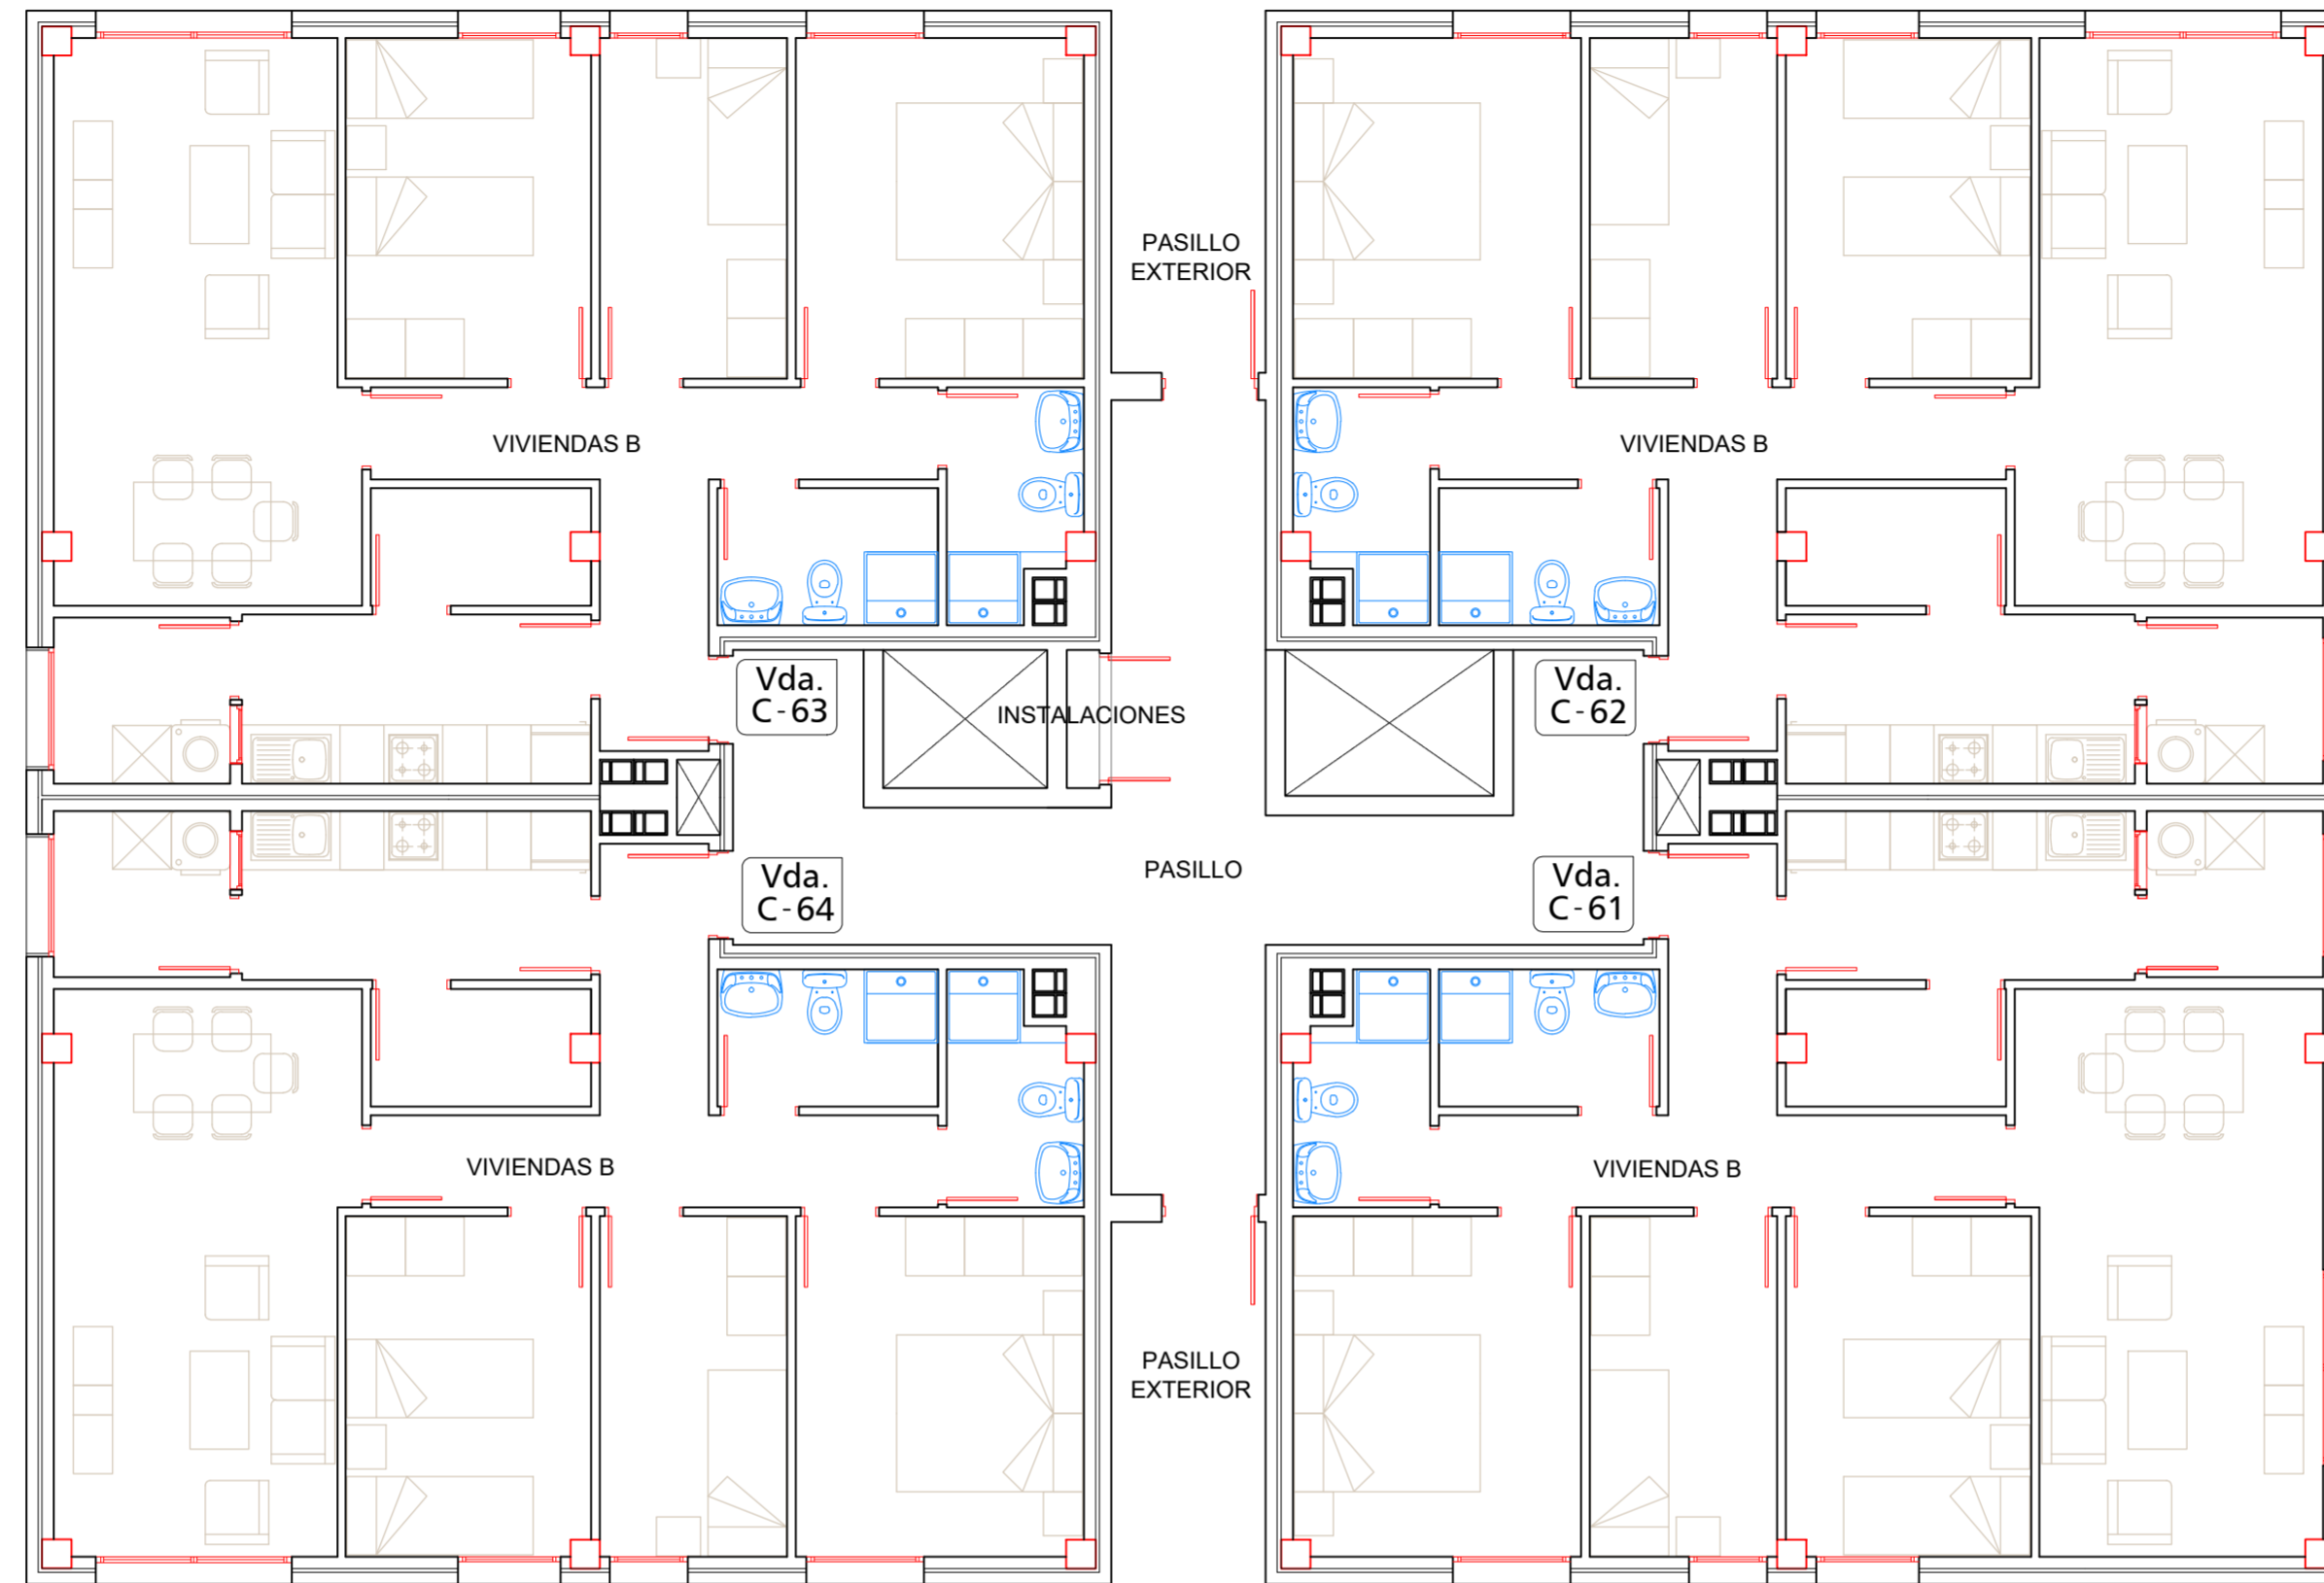 PASILLO
EXTERIOR
VIVIENDAS B
VIVIENDAS B
Vda.
C-63
INSTALACIONES
Vda.
C-62
Vda.
C-64
PASILLO
Vda.
C-61
VIVIENDAS B
VIVIENDAS B
PASILLO
EXTERIOR